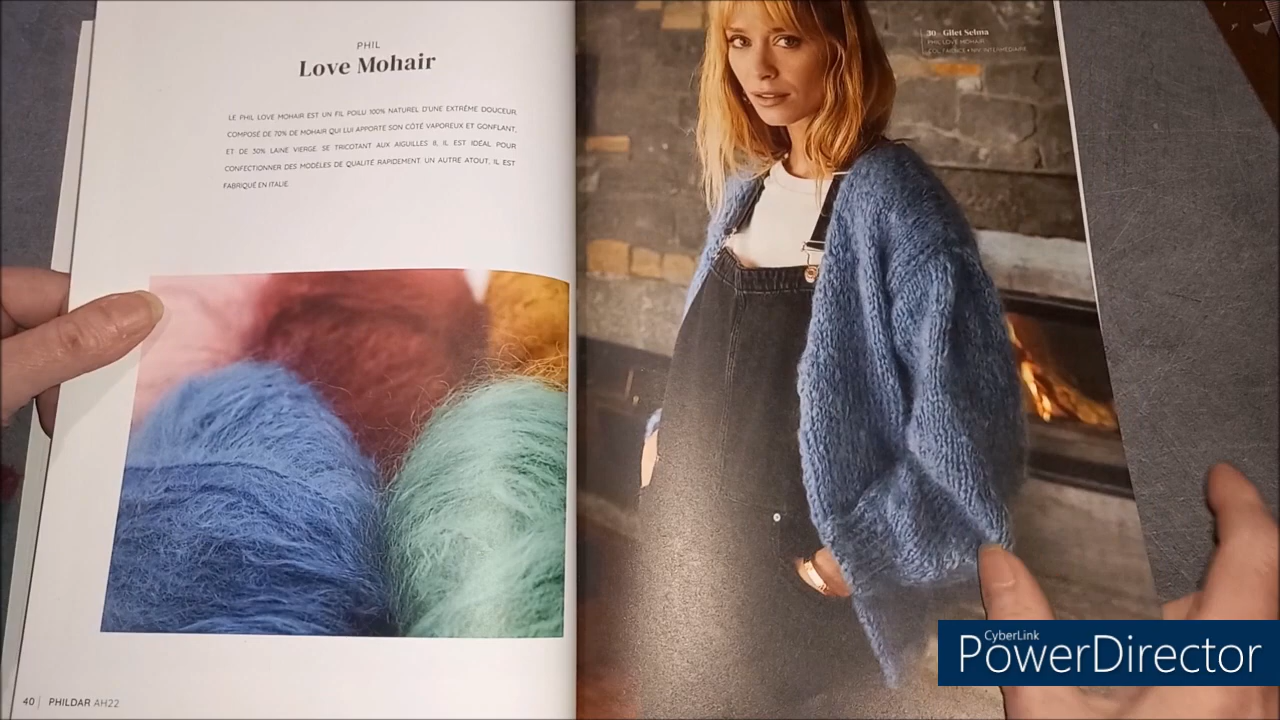 PHIL
Love Mohair
LE PHIL LOVE MOHAIR EST UN FIL POILU 100% NATUREL D'UNE EXTRÊME DOUCEUR,
COMPOSÉ DE 70% DE MOHAIR QUI LUI APPORTE SON CÔTÉ VAPOREUX ET GONFLANT,
ET DE 30% LAINE VIERGE. SE TRICOTANT AUX AIGUILLES 8, IL EST IDÉAL POUR
CONFECTIONNER DES MODÈLES DE QUALITÉ RAPIDEMENT. UN AUTRE ATOUT, IL EST
FABRIQUÉ EN ITALIE.
40 | PHILDAR AH22
30 - Gilet Selma
PHIL LOVE MOHAIR
INTERMÉDIAIRE
CyberLink
PowerDirector